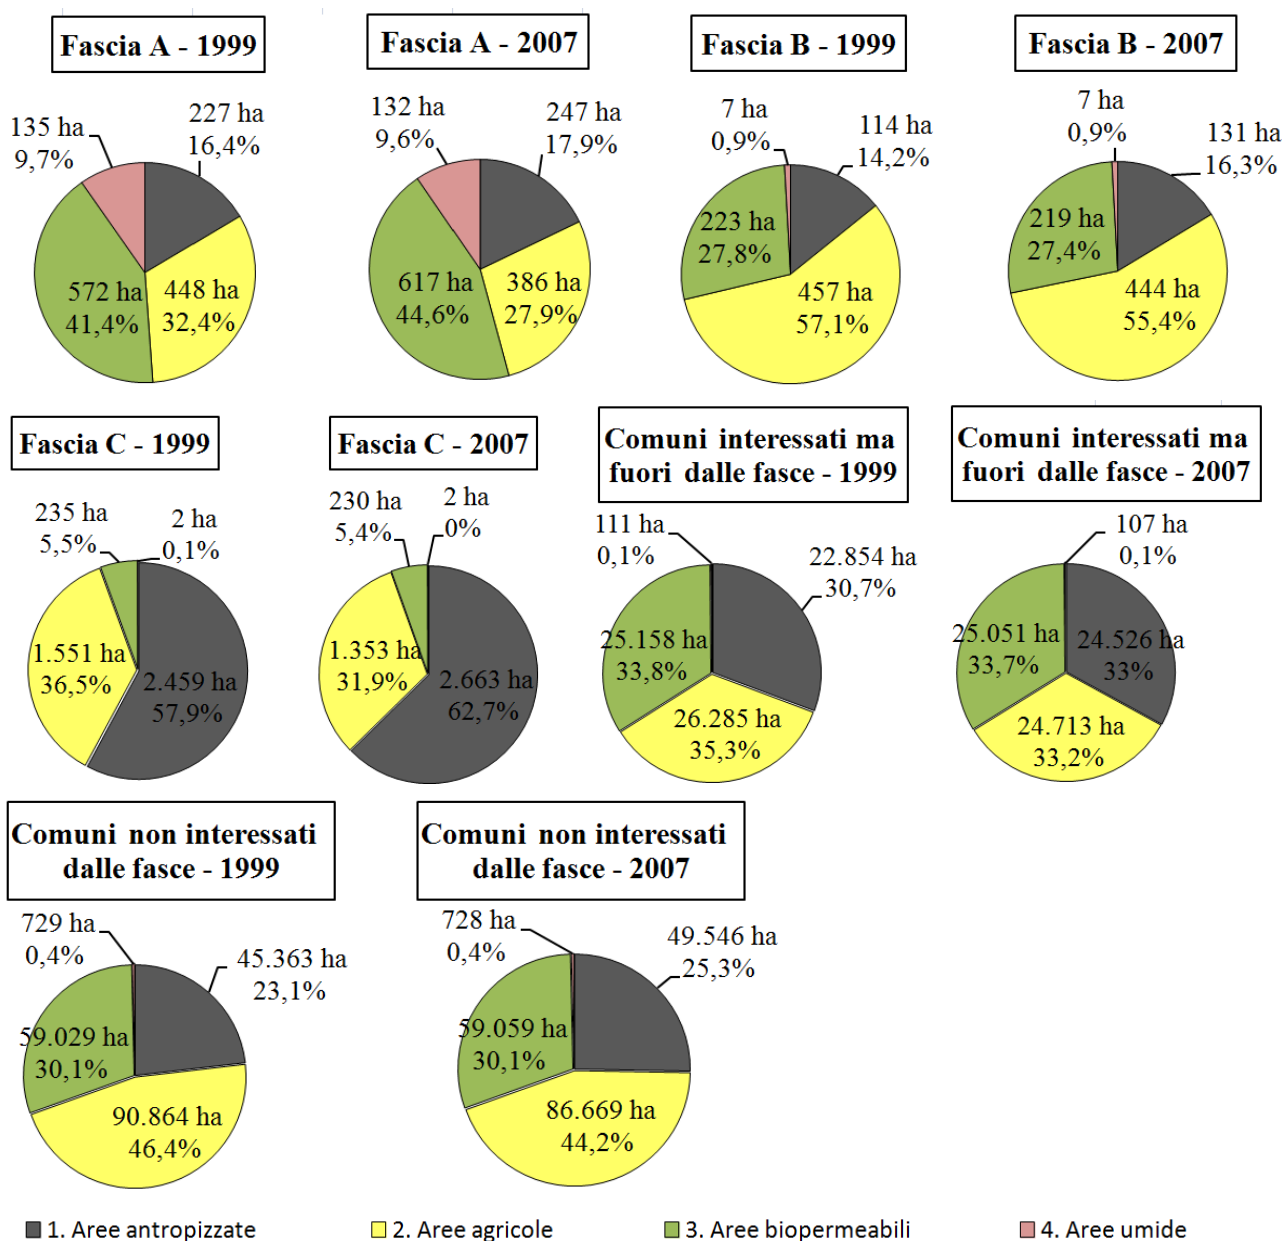 Fascia A - 1999
Fascia A - 2007
Fascia B - 1999
Fascia B - 2007
135 ha
9,7%
227 ha
16,4%
572 ha
41,4%
448 ha
32,4%
132 ha
9,6%
247 ha
17,9%
617 ha
44,6%
386 ha
27,9%
7 ha
0,9%
114 ha
14,2%
223 ha
27,8%
457 ha
57,1%
7 ha
0,9%
131 ha
16,3%
219 ha
27,4%
444 ha
55,4%
Fascia C - 1999
Fascia C - 2007
Comuni interessati ma
fuori dalle fasce - 1999
Comuni interessati ma
fuori dalle fasce - 2007
235 ha
5,5%
2 ha
0,1%
1.551 ha
36,5%
2.459 ha
57,9%
230 ha
5,4%
2 ha
0%
1.353 ha
31,9%
2.663 ha
62,7%
111 ha
0,1%
22.854 ha
30,7%
25.158 ha
33,8%
26.285 ha
35,3%
107 ha
0,1%
25.051 ha
33,7%
24.526 ha
33%
24.713 ha
33,2%
Comuni non interessati
dalle fasce - 1999
Comuni non interessati
dalle fasce - 2007
729 ha
0,4%
45.363 ha
23,1%
59.029 ha
30,1%
90.864 ha
46,4%
728 ha
0,4%
49.546 ha
25,3%
59.059 ha
30,1%
86.669 ha
44,2%
1. Aree antropizzate
2. Aree agricole
3. Aree biopermeabili
4. Aree umide